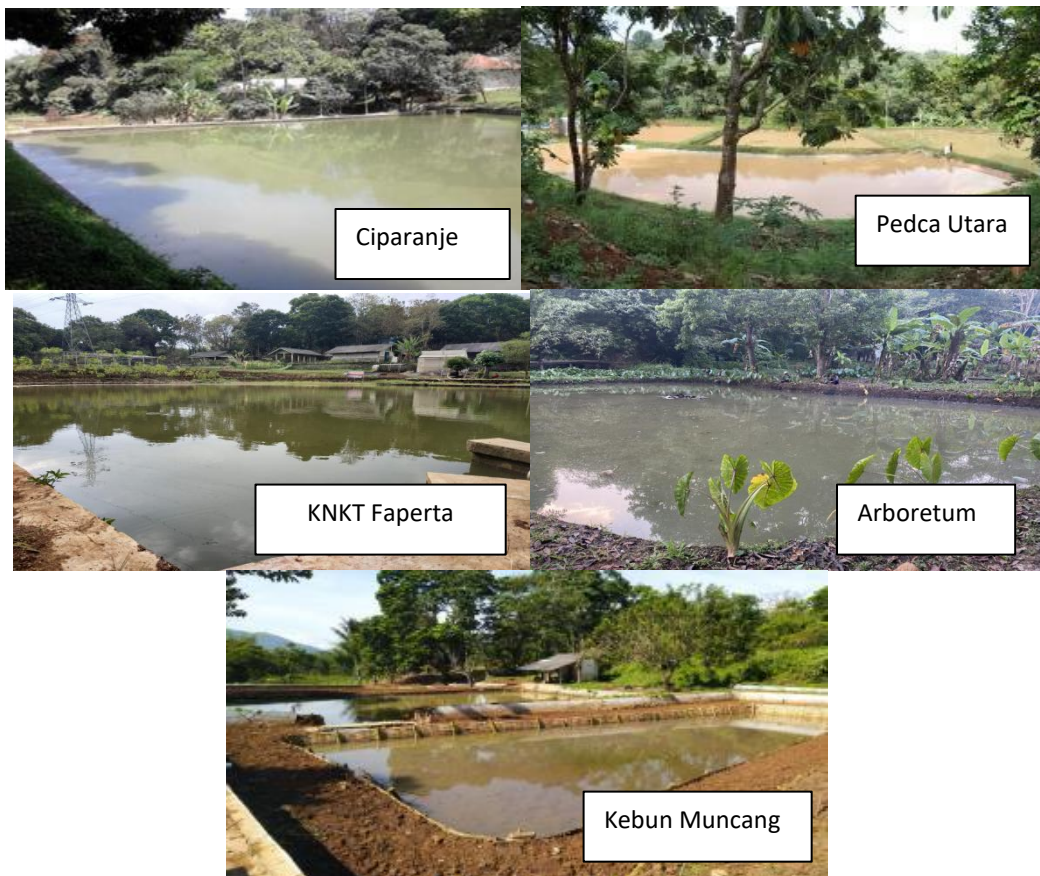 Ciparanje
Pedca Utara
KNKT Faperta
Arboretum
Kebun Muncang